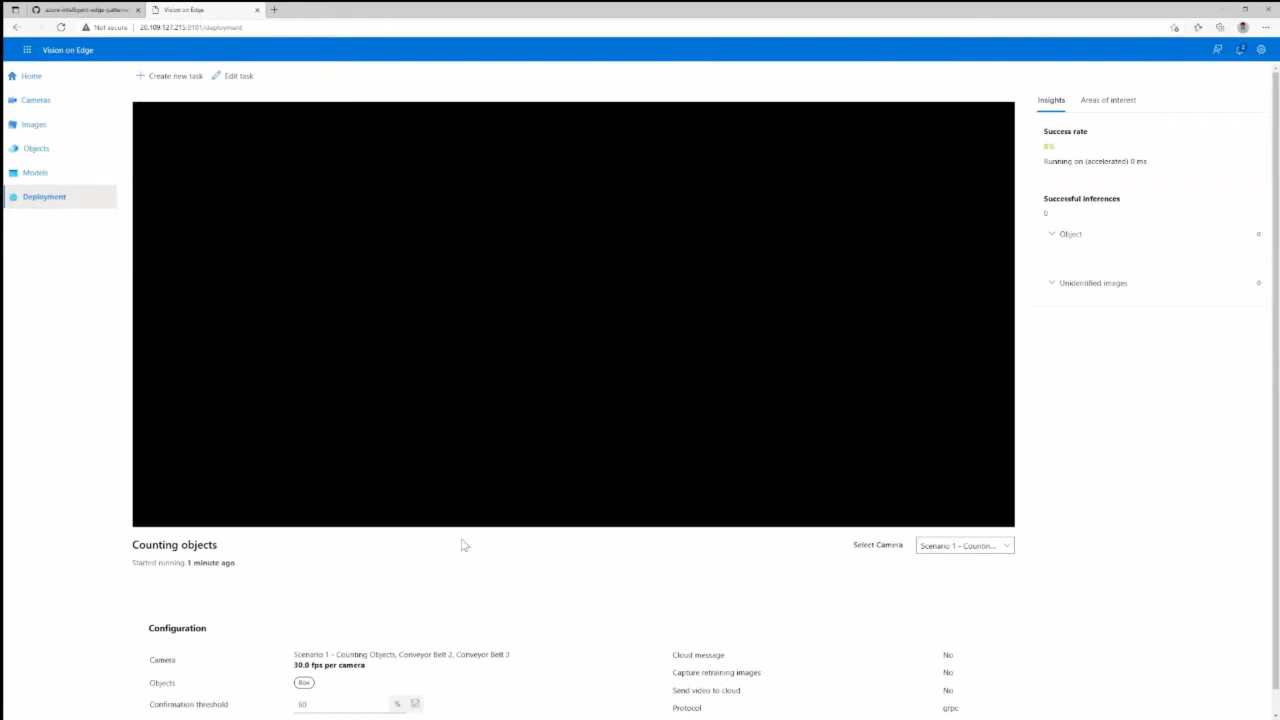 azure-intelligent-edge-patterns
Vision on Edge
Not secure
20.109.127.215:8181/deployment
Vision on Edge
2
Home
Cameras
Images
Objects
Models
Deployment
Create new task
Edit task
Insights
Areas of interest
Success rate
0%
Running on (accelerated) 0 ms
Successful inferences
0
Object
0
Unidentified images
0
Counting objects
Started running 1 minute ago
Select Camera
Scenario 1 - Countin...
Configuration
Camera
Scenario 1 - Counting Objects, Conveyor Belt 2, Conveyor Belt 3
30.0 fps per camera
Objects
Box
Confirmation threshold
60
%
Cloud message
No
Capture retraining images
No
Send video to cloud
No
Protocol
grpc